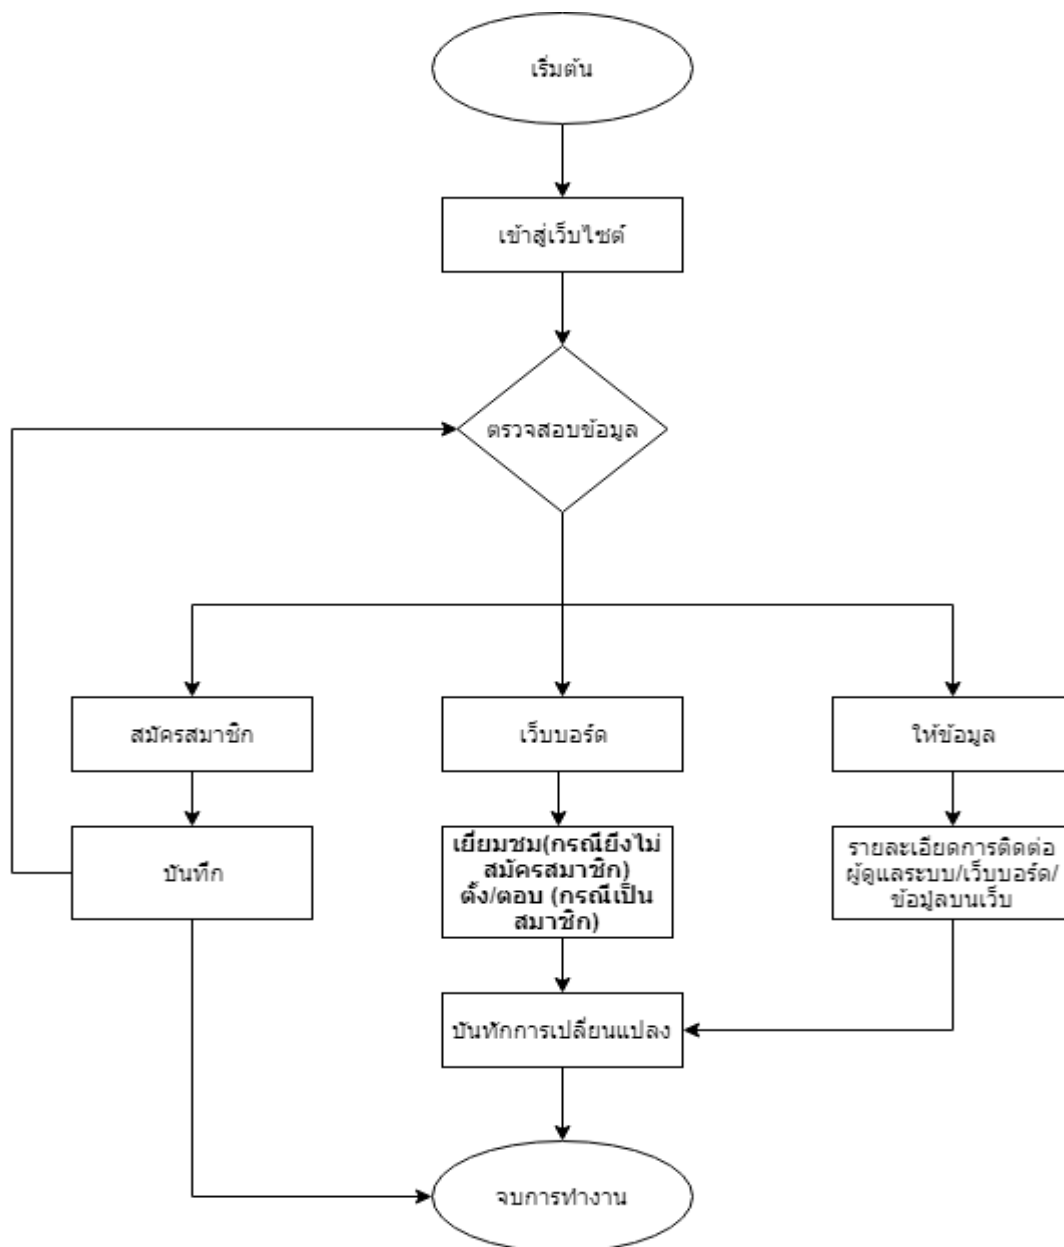 เริ่มต้น
เข้าสู่เว็บไซต์
ตรวจสอบข้อมูล
สมัครสมาชิก
เว็บบอร์ด
ให้ข้อมูล
บันทึก
เยี่ยมชม(กรณียังไม่
สมัครสมาชิก)
ตั้ง/ตอบ (กรณีเป็น
สมาชิก)
รายละเอียดการติดต่อ
ผู้ดูแลระบบ/เว็บบอร์ด/
ข้อมูลบนเว็บ
บันทักการเปลี่ยนแปลง
จบการทำงาน